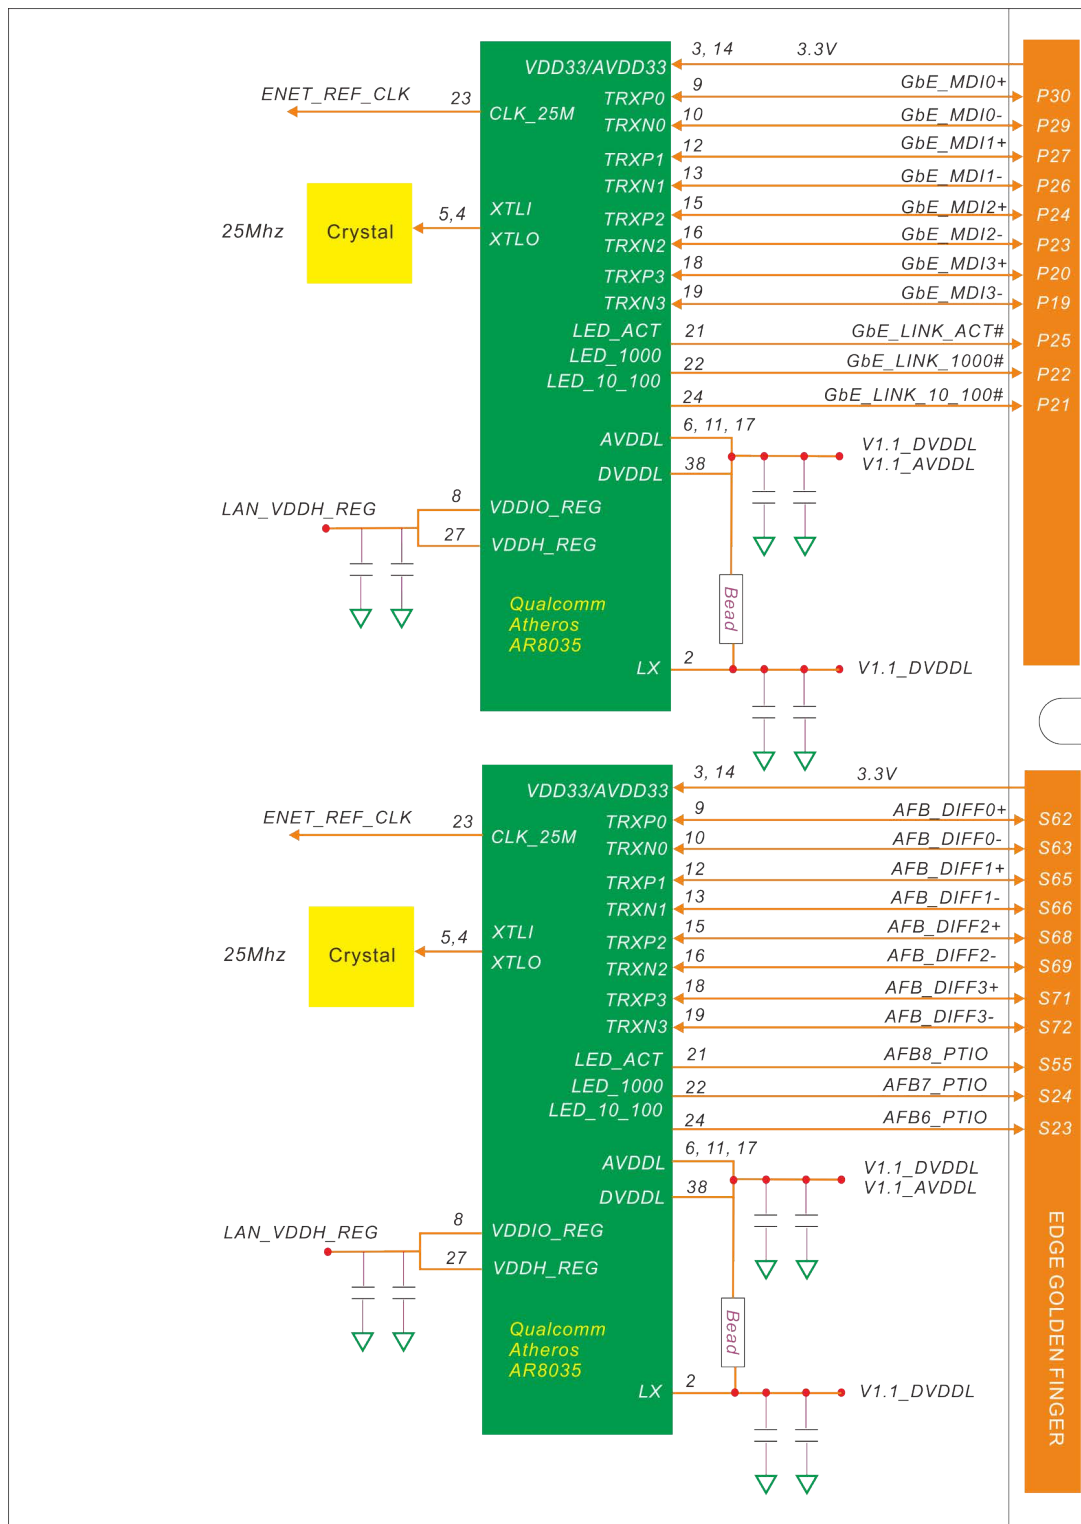 3, 14 3.3V
VDD33/AVDD33
ENET_REF_CLK 23 CLK_25M
TRXP0 9 GbE_MDI0+ P30
TRXN0 10 GbE_MDI0- P29
TRXP1 12 GbE_MDI1+ P27
TRXN1 13 GbE_MDI1- P26
25Mhz Crystal 5,4 XTLI
XTLO
TRXP2 15 GbE_MDI2+ P24
TRXN2 16 GbE_MDI2- P23
TRXP3 18 GbE_MDI3+ P20
TRXN3 19 GbE_MDI3- P19
LED_ACT 21 GbE_LINK_ACT# P25
LED_1000 22 GbE_LINK_1000# P22
LED_10_100 24 GbE_LINK_10_100# P21
AVDDL 6, 11, 17 V1.1_DVDDL
V1.1_AVDDL
DVDDL 38
LAN_VDDH_REG 8 VDDIO_REG
27 VDDH_REG
Bead
Qualcomm
Atheros
AR8035
LX 2 V1.1_DVDDL
3, 14 3.3V
VDD33/AVDD33
ENET_REF_CLK 23 CLK_25M
TRXP0 9 AFB_DIFF0+ S62
TRXN0 10 AFB_DIFF0- S63
TRXP1 12 AFB_DIFF1+ S65
TRXN1 13 AFB_DIFF1- S66
25Mhz Crystal 5,4 XTLI
XTLO
TRXP2 15 AFB_DIFF2+ S68
TRXN2 16 AFB_DIFF2- S69
TRXP3 18 AFB_DIFF3+ S71
TRXN3 19 AFB_DIFF3- S72
LED_ACT 21 AFB8_PTIO S55
LED_1000 22 AFB7_PTIO S24
LED_10_100 24 AFB6_PTIO S23
AVDDL 6, 11, 17 V1.1_DVDDL
V1.1_AVDDL
DVDDL 38
LAN_VDDH_REG 8 VDDIO_REG
27 VDDH_REG
Bead
Qualcomm
Atheros
AR8035
LX 2 V1.1_DVDDL
EDGE GOLDEN FINGER